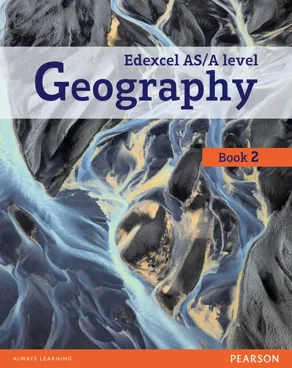 Edexcel AS/A level
Geography
Book 2
ALWAYS LEARNING
PEARSON